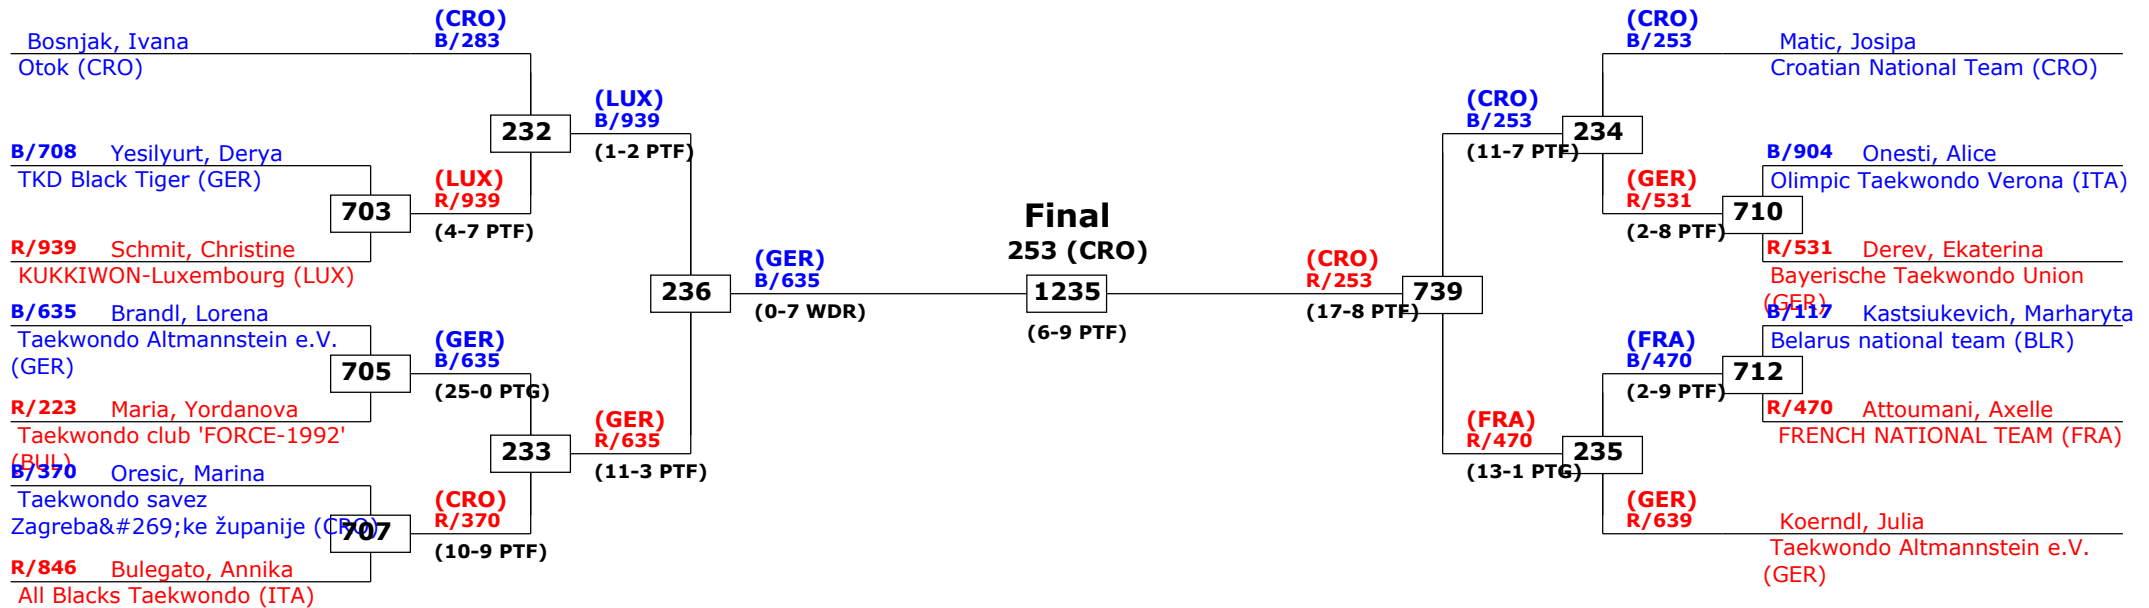 (CRO)
B/283
Bosnjak, Ivana
Otok (CRO)
B/708 Yesilyurt, Derya
TKD Black Tiger (GER)
703
R/939 Schmit, Christine
KUKKIWON-Luxembourg (LUX)
(LUX)
R/939
(4-7 PTF)
232
(LUX)
B/939
(1-2 PTF)
B/635 Brandl, Lorena
Taekwondo Altmannstein e.V.
(GER)
705
R/223 Maria, Yordanova
Taekwondo club 'FORCE-1992'
(BUL)
(GER)
B/635
(25-0 PTG)
233
(GER)
R/635
(11-3 PTF)
B/370 Oresic, Marina
Taekwondo savez
Zagreba&#269;ke županije (CRO)
707
R/846 Bulegato, Annika
All Blacks Taekwondo (ITA)
(CRO)
R/370
(10-9 PTF)
236
(GER)
B/635
(0-7 WDR)
Final
253 (CRO)
1235
(6-9 PTF)
(CRO)
R/253
(17-8 PTF)
739
(CRO)
B/253
(11-7 PTF)
234
(CRO)
B/253
Matic, Josipa
Croatian National Team (CRO)
(GER)
R/531
(2-8 PTF)
710
B/904 Onesti, Alice
Olimpic Taekwondo Verona (ITA)
R/531 Derev, Ekaterina
Bayerische Taekwondo Union
(GER)
(FRA)
R/470
(13-1 PTG)
235
(FRA)
B/470
(2-9 PTF)
712
B/117 Kastsiukevich, Marharyta
Belarus national team (BLR)
R/470 Attoumani, Axelle
FRENCH NATIONAL TEAM (FRA)
(GER)
R/639
Koerndl, Julia
Taekwondo Altmannstein e.V.
(GER)